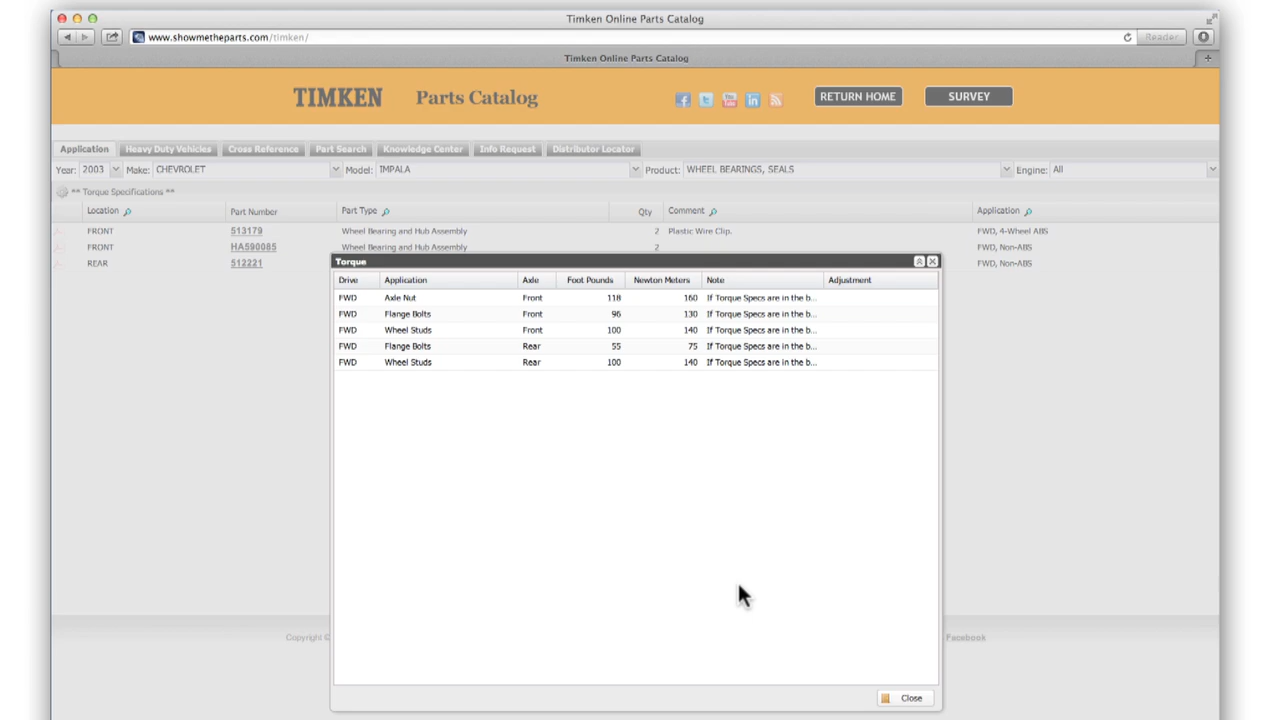 Timken Online Parts Catalog
www.showmetheparts.com/timken/
Reader
Timken Online Parts Catalog
TIMKEN Parts Catalog
RETURN HOME SURVEY
Application Heavy Duty Vehicles Cross Reference Part Search Knowledge Center Info Request Distributor Locator
Year: 2003 Make: CHEVROLET Model: IMPALA Product: WHEEL BEARINGS, SEALS Engine: All
** Torque Specifications **
Location Part Number Part Type Qty Comment Application
FRONT 513179 Wheel Bearing and Hub Assembly 2 Plastic Wire Clip. FWD, 4-Wheel ABS
FRONT HA590085 Wheel Bearing and Hub Assembly 2 FWD, Non-ABS
REAR 512221 FWD, Non-ABS
Torque
Drive Application Axle Foot Pounds Newton Meters Note Adjustment
FWD Axle Nut Front 118 160 If Torque Specs are in the b...
FWD Flange Bolts Front 96 130 If Torque Specs are in the b...
FWD Wheel Studs Front 100 140 If Torque Specs are in the b...
FWD Flange Bolts Rear 55 75 If Torque Specs are in the b...
FWD Wheel Studs Rear 100 140 If Torque Specs are in the b...
Copyright © Facebook
Close